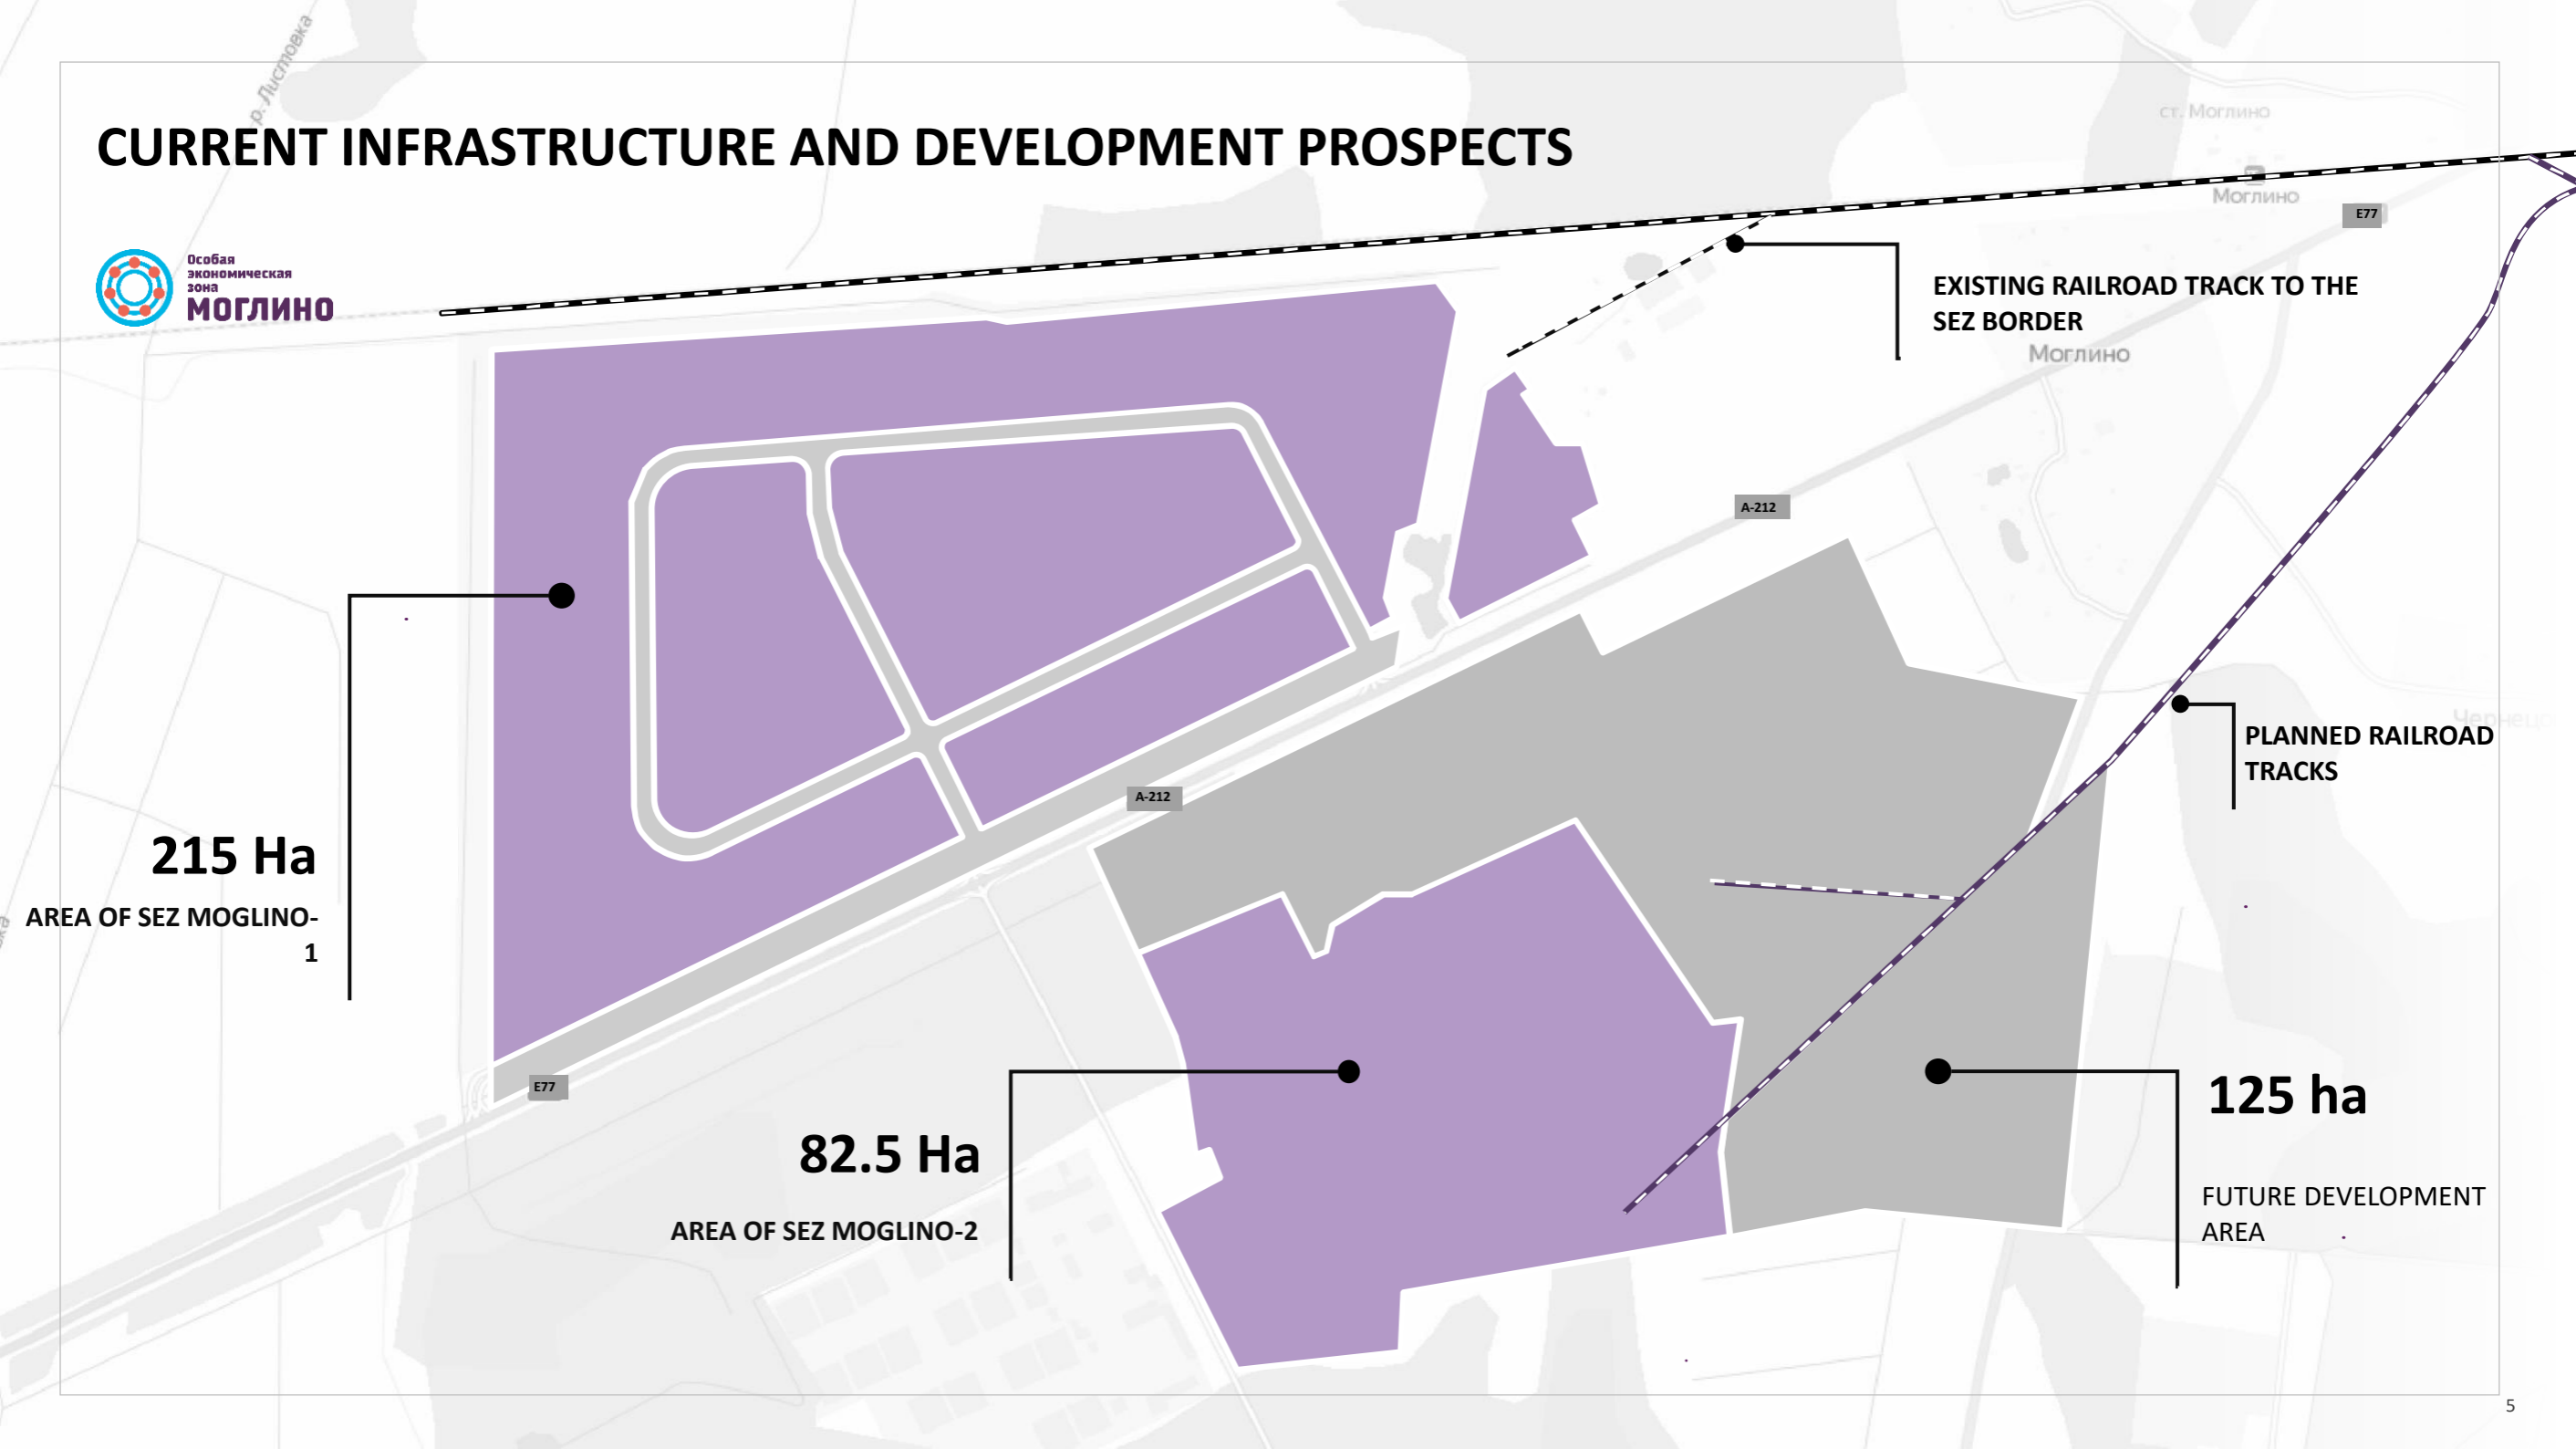 р. Листовка
ст. Моглино
CURRENT INFRASTRUCTURE AND DEVELOPMENT PROSPECTS
Моглино
E77
Особая
экономическая
зона
МОГЛИНО
EXISTING RAILROAD TRACK TO THE
SEZ BORDER
Моглино
A-212
PLANNED RAILROAD
TRACKS
A-212
215 Ha
AREA OF SEZ MOGLINO-
1
E77
125 ha
82.5 Ha
FUTURE DEVELOPMENT
AREA
AREA OF SEZ MOGLINO-2
5